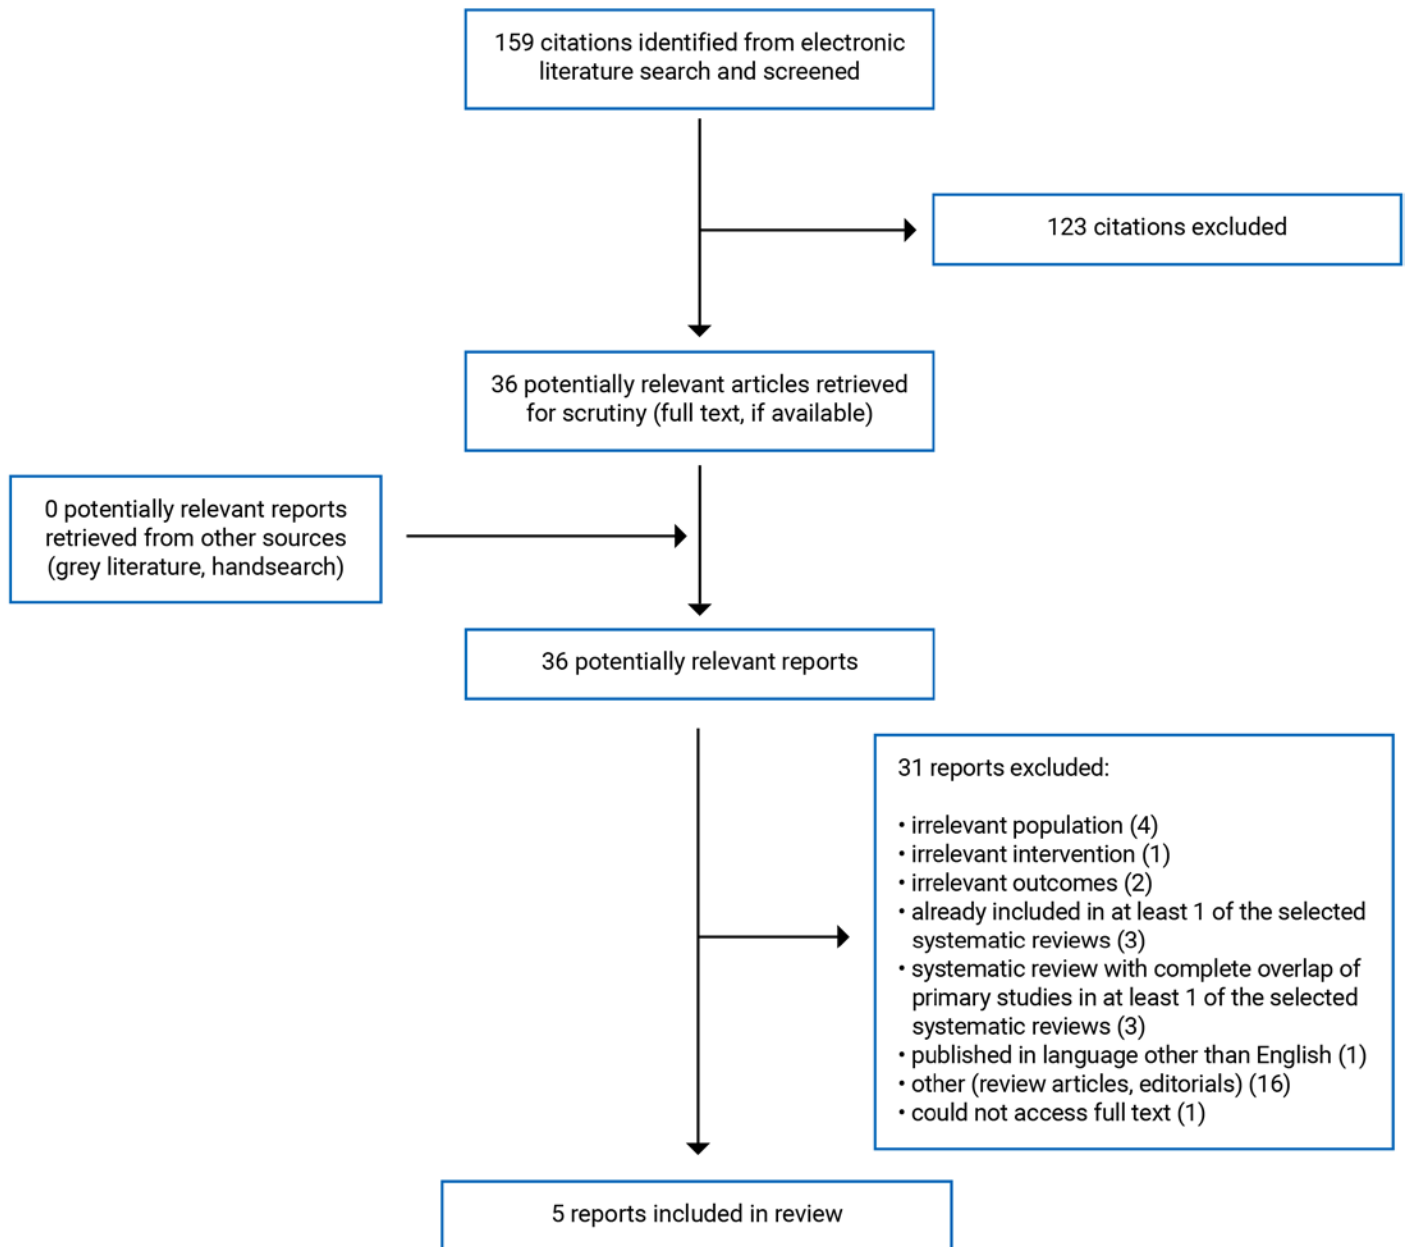 159 citations identified from electronic
literature search and screened
123 citations excluded
36 potentially relevant articles retrieved
for scrutiny (full text, if available)
0 potentially relevant reports
retrieved from other sources
(grey literature, handsearch)
36 potentially relevant reports
31 reports excluded:
• irrelevant population (4)
• irrelevant intervention (1)
• irrelevant outcomes (2)
• already included in at least 1 of the selected
systematic reviews (3)
• systematic review with complete overlap of
primary studies in at least 1 of the selected
systematic reviews (3)
• published in language other than English (1)
• other (review articles, editorials) (16)
• could not access full text (1)
5 reports included in review